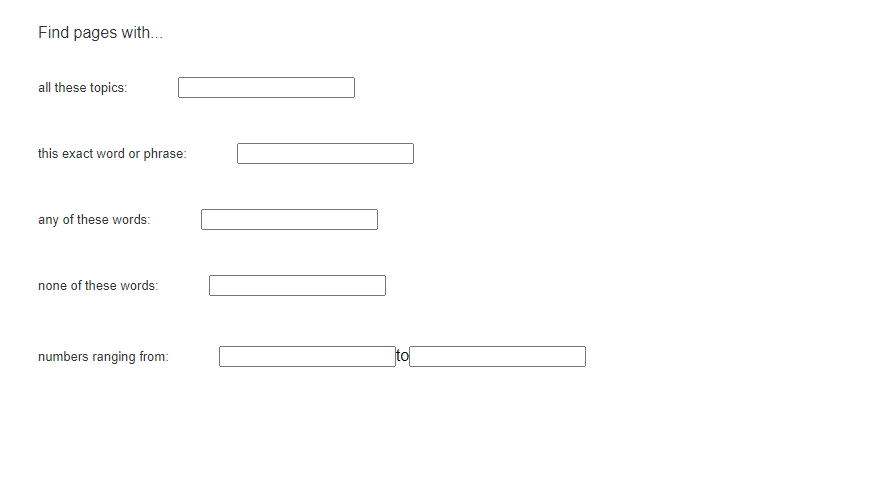 Find pages with...
all these topics:
this exact word or phrase:
any of these words:
none of these words:
numbers ranging from: to